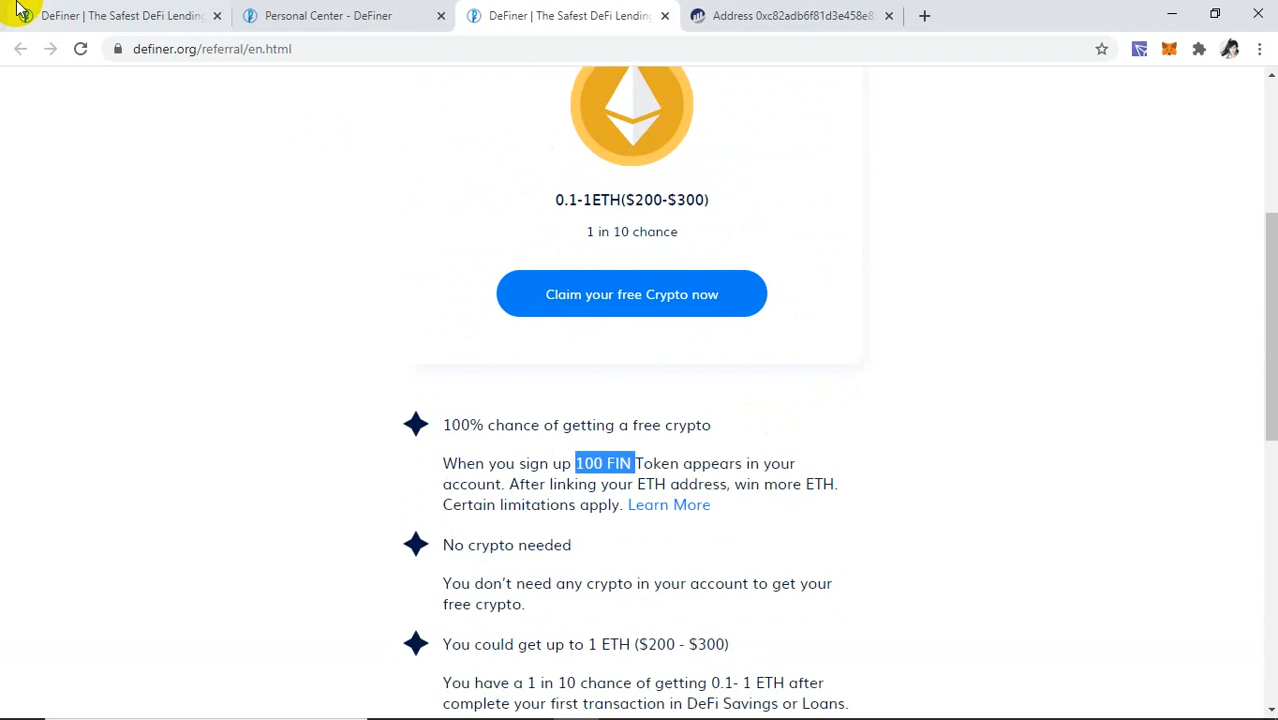 DeFiner | The Safest DeFi Lending
Personal Center - DeFiner
DeFiner | The Safest DeFi Lending
Address 0xc82adb6f81d3e458e8
definer.org/referral/en.html
0.1-1ETH($200-$300)
1 in 10 chance
Claim your free Crypto now
100% chance of getting a free crypto
When you sign up 100 FIN Token appears in your
account. After linking your ETH address, win more ETH.
Certain limitations apply. Learn More
No crypto needed
You don't need any crypto in your account to get your
free crypto.
You could get up to 1 ETH ($200 - $300)
You have a 1 in 10 chance of getting 0.1- 1 ETH after
complete your first transaction in DeFi Savings or Loans.